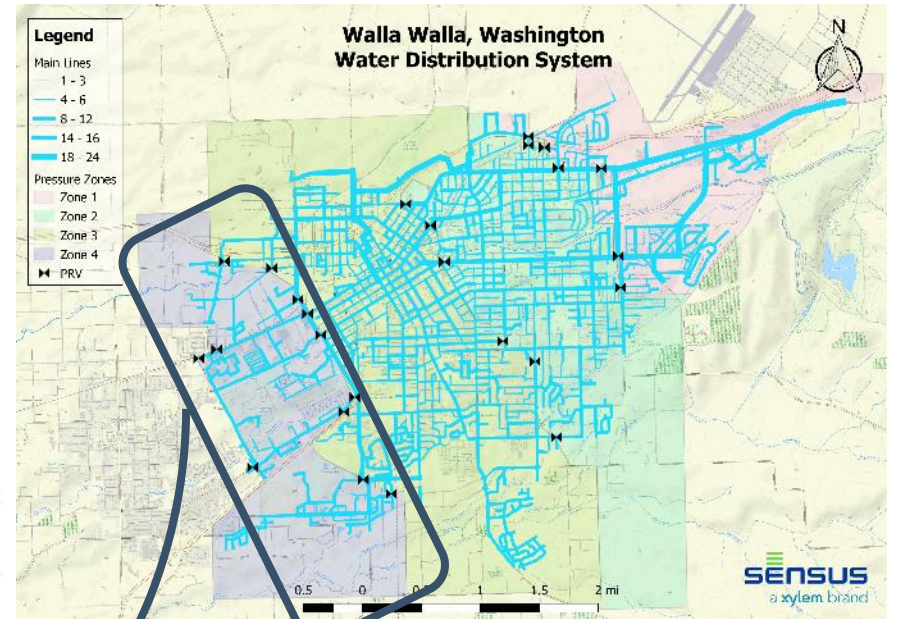 Walla Walla, Washington
Water Distribution System
Legend
Main Lines
1 - 3
4 - 6
8 - 12
14 - 16
18 - 24
Pressure Zones
Zone 1
Zone 2
Zone 3
Zone 4
PRV
N
0.5 0 0.5 1 1.5 2 mi
sensus
a xylem brand